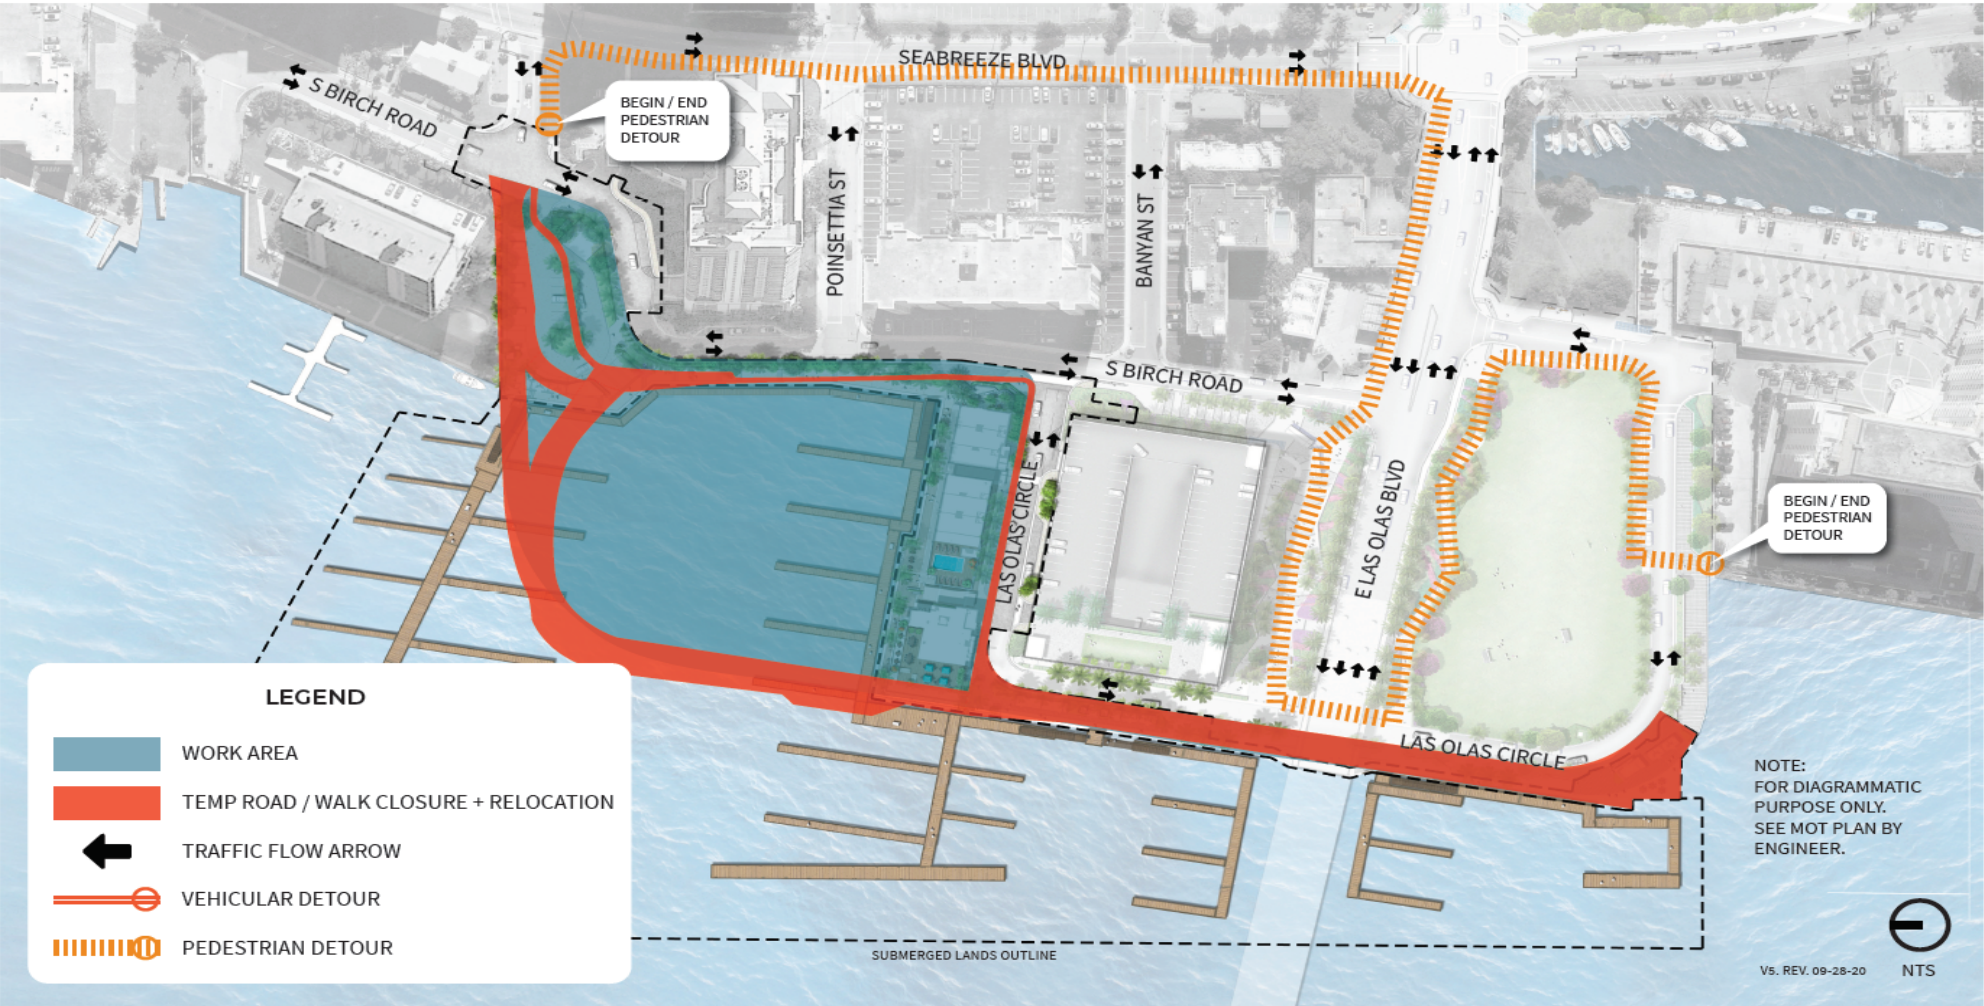 SEABREEZE BLVD
S BIRCH ROAD
BEGIN / END
PEDESTRIAN
DETOUR
POINSETTIA ST
BANYAN ST
S BIRCH ROAD
LAS OLAS CIRCLE
E LAS OLAS BLVD
BEGIN / END
PEDESTRIAN
DETOUR
LAS OLAS CIRCLE
LEGEND
WORK AREA
TEMP ROAD / WALK CLOSURE + RELOCATION
TRAFFIC FLOW ARROW
VEHICULAR DETOUR
PEDESTRIAN DETOUR
SUBMERGED LANDS OUTLINE
NOTE:
FOR DIAGRAMMATIC
PURPOSE ONLY.
SEE MOT PLAN BY
ENGINEER.
V5. REV. 09-28-20
NTS